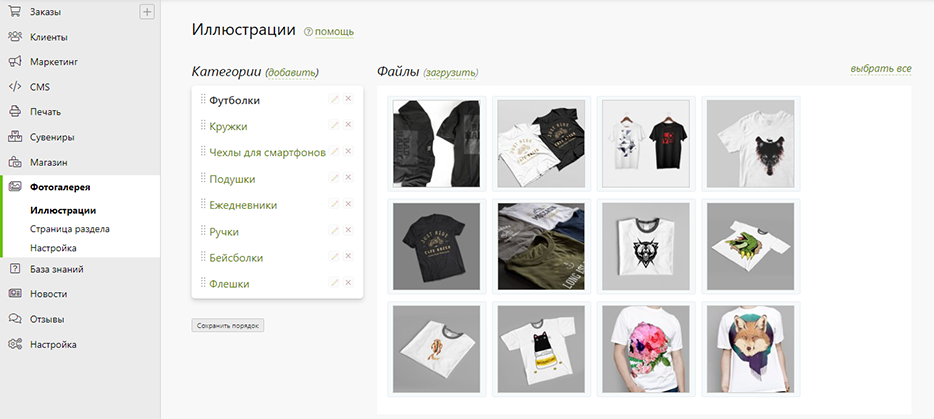 Заказы
Клиенты
Маркетинг
CMS
Печать
Сувениры
Магазин
Фотогалерея
Иллюстрации
Страница раздела
Настройка
База знаний
Новости
Отзывы
Настройка
Иллюстрации ? помощь
Категории (добавить)
Футболки
Кружки
Чехлы для смартфонов
Подушки
Ежедневники
Ручки
Бейсболки
Флешки
Сохранить порядок
Файлы (загрузить)
выбрать все